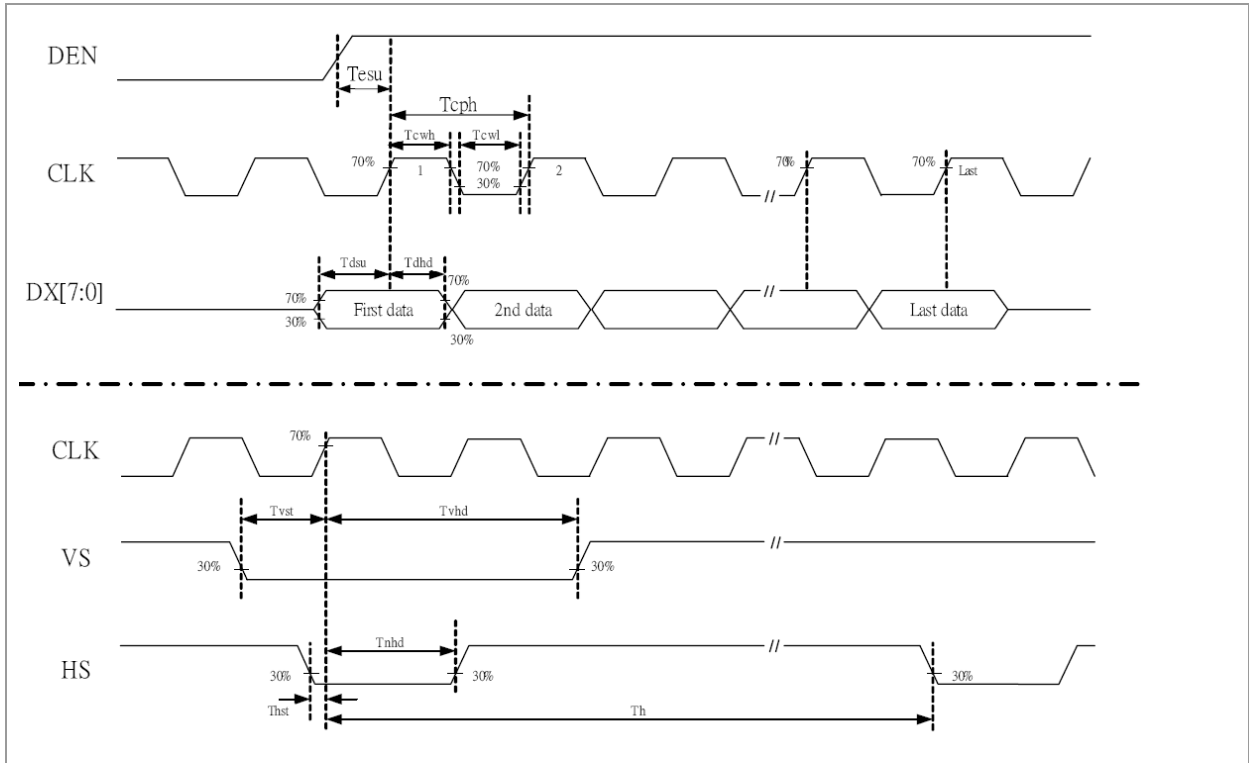 DEN
Tesu
Tcph
Tcwh Tcwl
CLK 70% 1 70% 2 70% 70% Last
30%
Tdsu Tdhd
70%
DX[7:0] 70% First data 2nd data // Last data
30%
30%
CLK 70% //
Tvst Tvhd
VS //
30% 30%
Tnhd //
HS 30% 30% 30%
Thst
Th